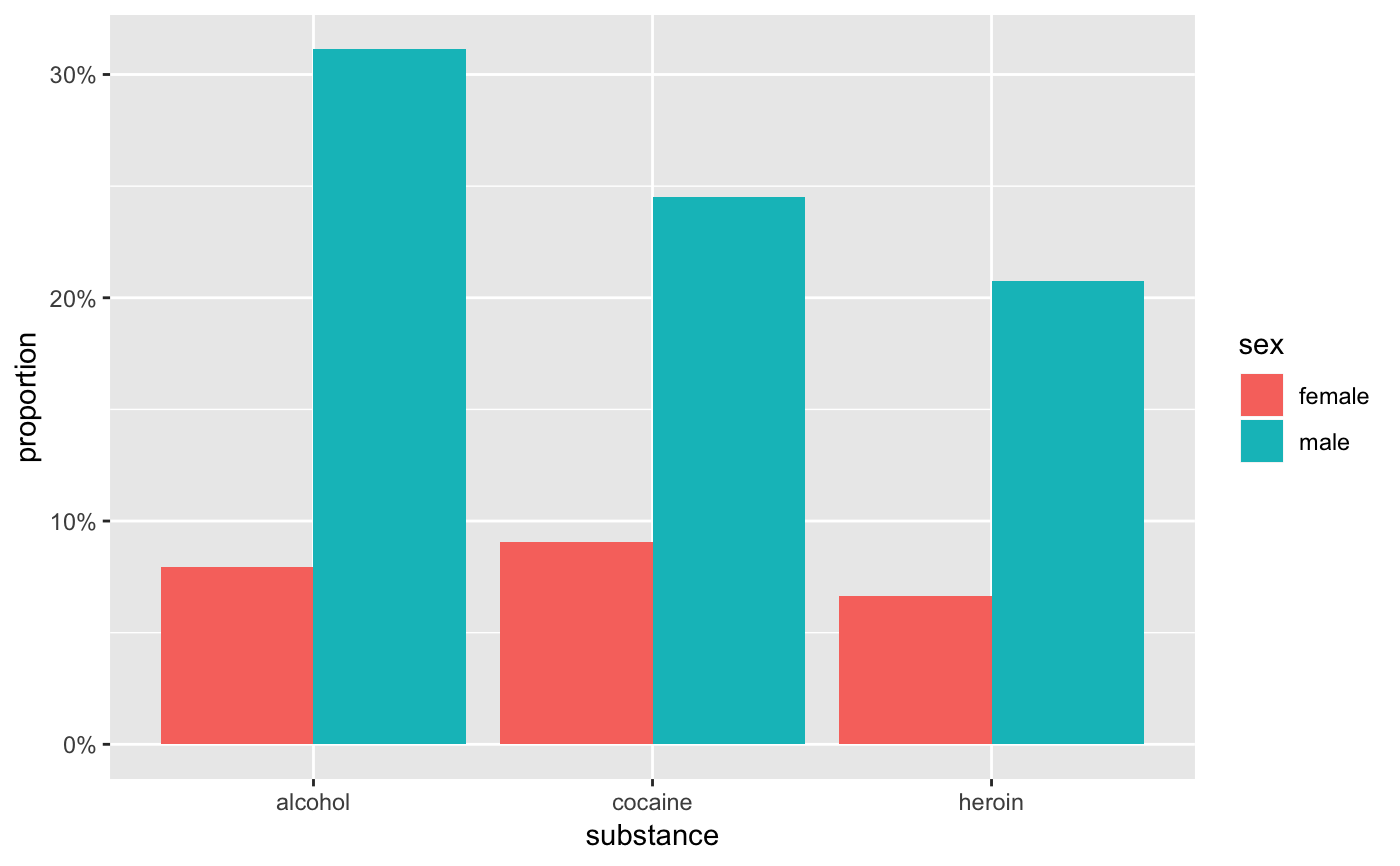 30%
20%
10%
0%
proportion
alcohol cocaine heroin
substance
sex
female
male